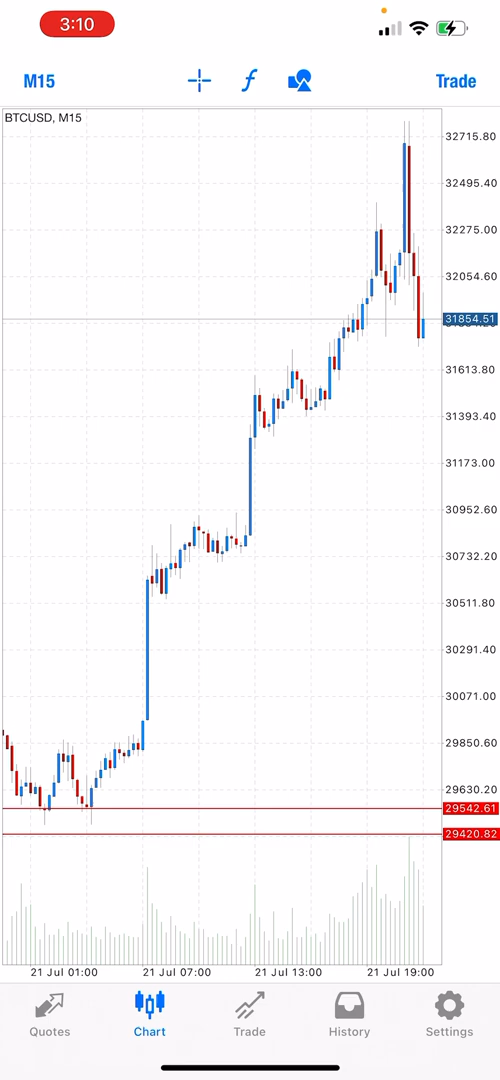 3:10
M15
f
Trade
BTCUSD, M15
32715.80
32495.40
32275.00
32054.60
31854.51
31613.80
31393.40
31173.00
30952.60
30732.20
30511.80
30291.40
30071.00
29850.60
29630.20
29542.61
29420.82
21 Jul 01:00
21 Jul 07:00
21 Jul 13:00
21 Jul 19:00
Quotes
Chart
Trade
History
Settings